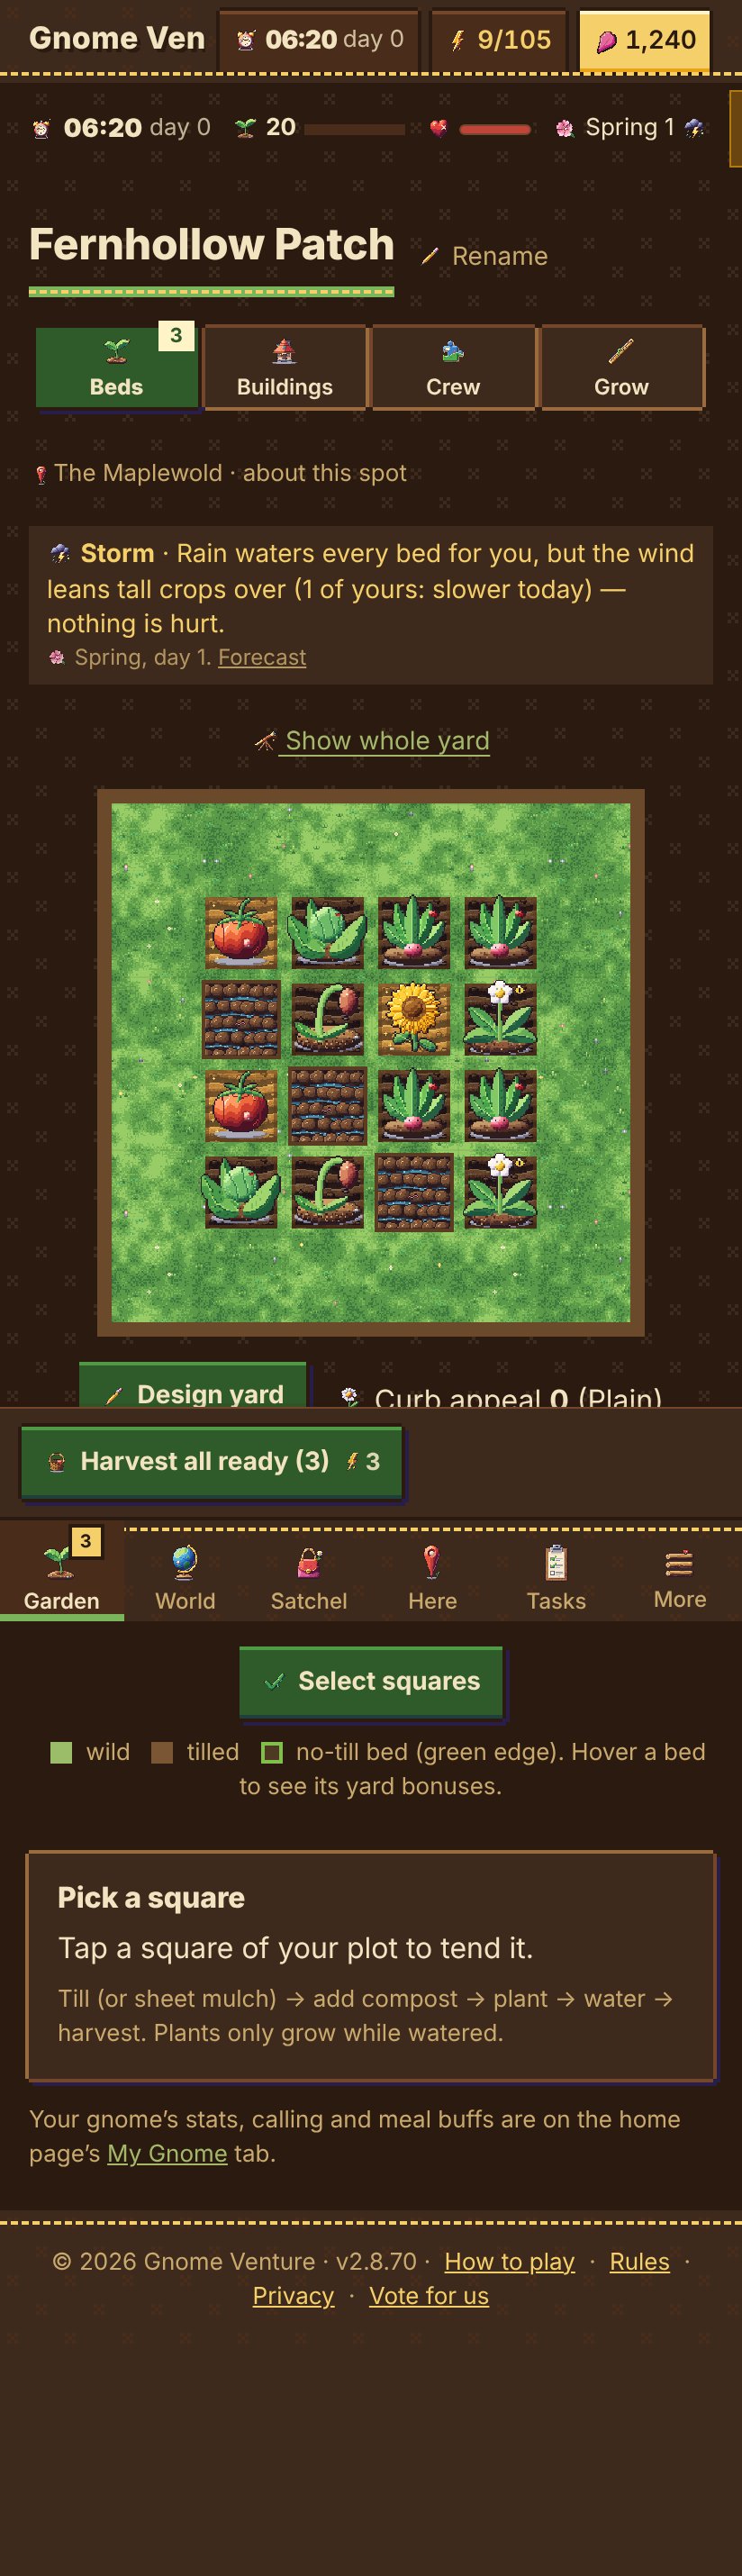 Gnome Ven
06:20 day 0
9/105
1,240
06:20 day 0
20
Spring 1
Fernhollow Patch
Rename
3
Beds
Buildings
Crew
Grow
The Maplewold · about this spot
Storm · Rain waters every bed for you, but the wind
leans tall crops over (1 of yours: slower today) —
nothing is hurt.
Spring, day 1. Forecast
Show whole yard
Design yard
Curb appeal 0 (Plain)
Harvest all ready (3) 3
3
Garden
World
Satchel
Here
Tasks
More
Select squares
wild tilled no-till bed (green edge). Hover a bed
to see its yard bonuses.
Pick a square
Tap a square of your plot to tend it.
Till (or sheet mulch) → add compost → plant → water →
harvest. Plants only grow while watered.
Your gnome’s stats, calling and meal buffs are on the home
page’s My Gnome tab.
© 2026 Gnome Venture · v2.8.70 · How to play · Rules ·
Privacy · Vote for us